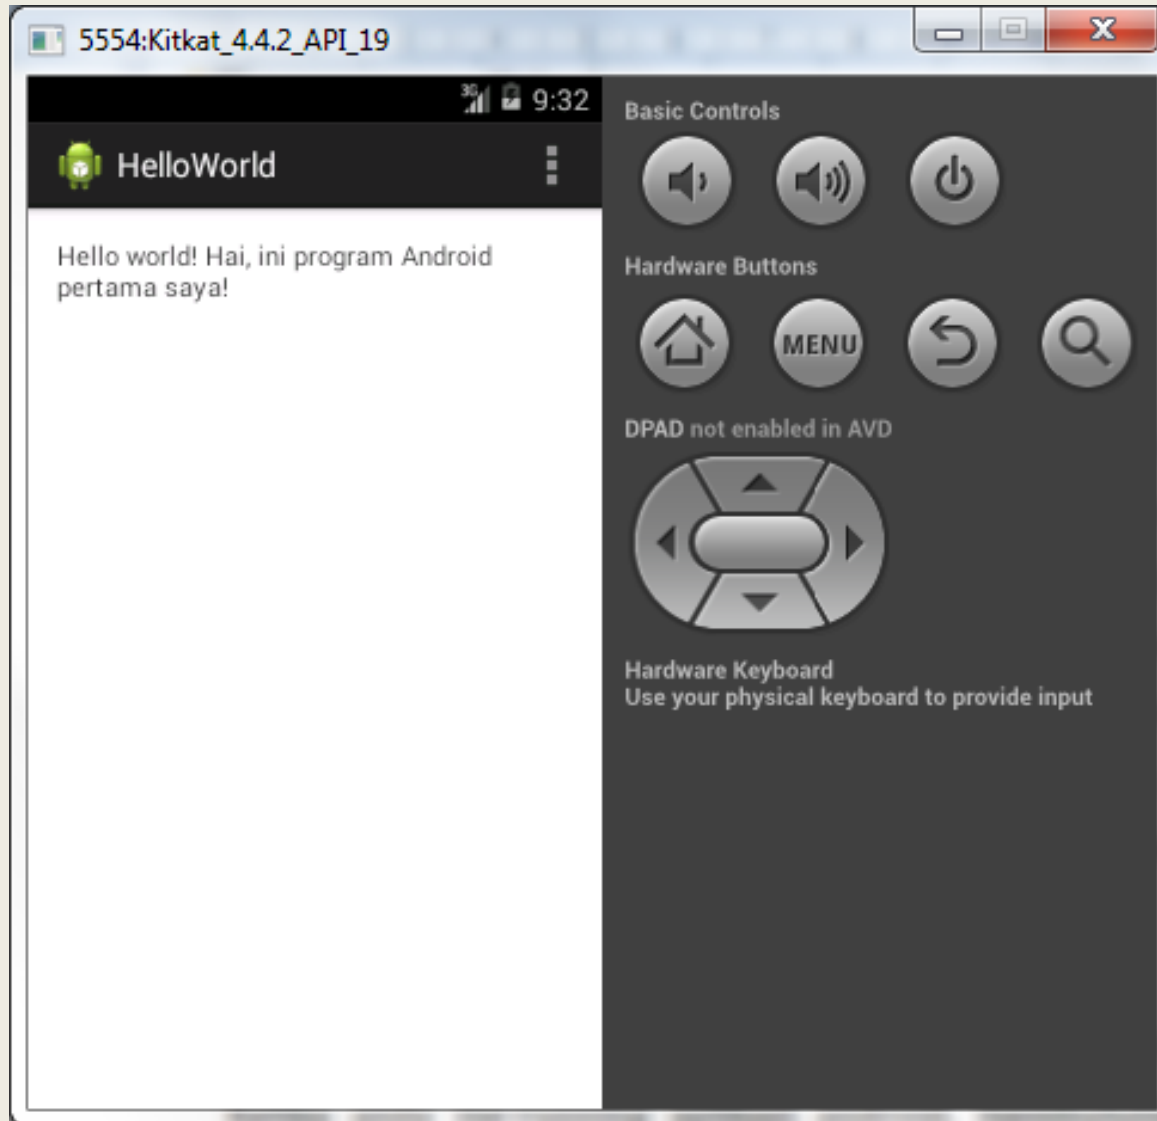 5554:Kitkat_4.4.2_API_19
3G 9:32
HelloWorld
Hello world! Hai, ini program Android
pertama saya!
Basic Controls
Hardware Buttons
MENU
DPAD not enabled in AVD
Hardware Keyboard
Use your physical keyboard to provide input